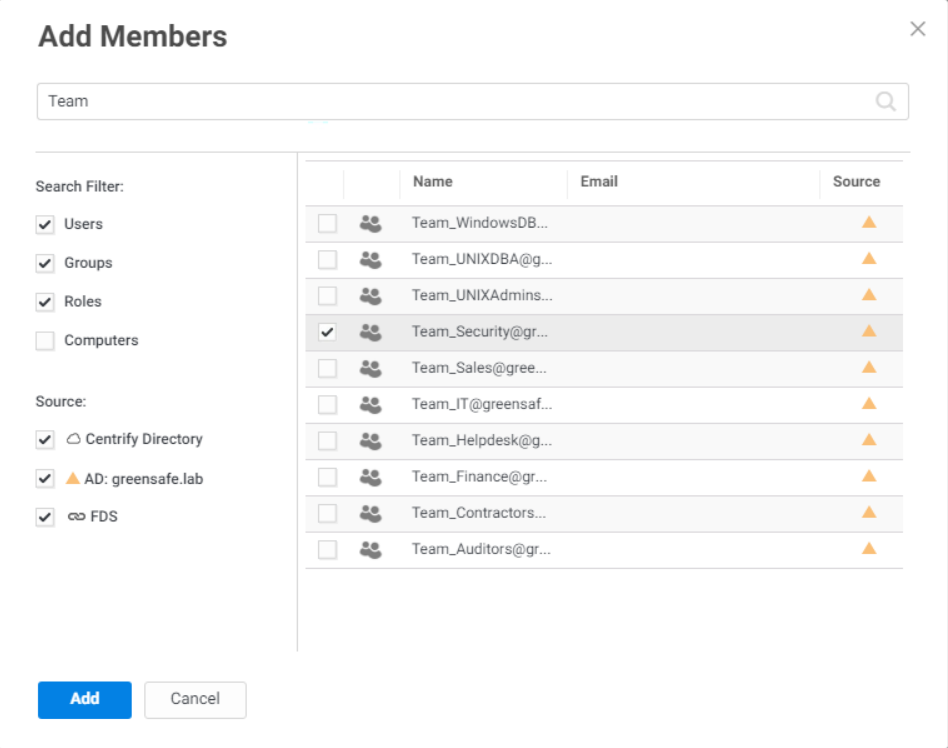 Add Members
Team
Search Filter:
Users
Groups
Roles
Computers
Source:
Centrify Directory
AD: greensafe.lab
FDS
Name Email Source
Team_WindowsDB...
Team_UNIXDBA@g...
Team_UNIXAdmins...
Team_Security@gr...
Team_Sales@gree...
Team_IT@greensaf...
Team_Helpdesk@g...
Team_Finance@gr...
Team_Contractors...
Team_Auditors@gr...
Add Cancel